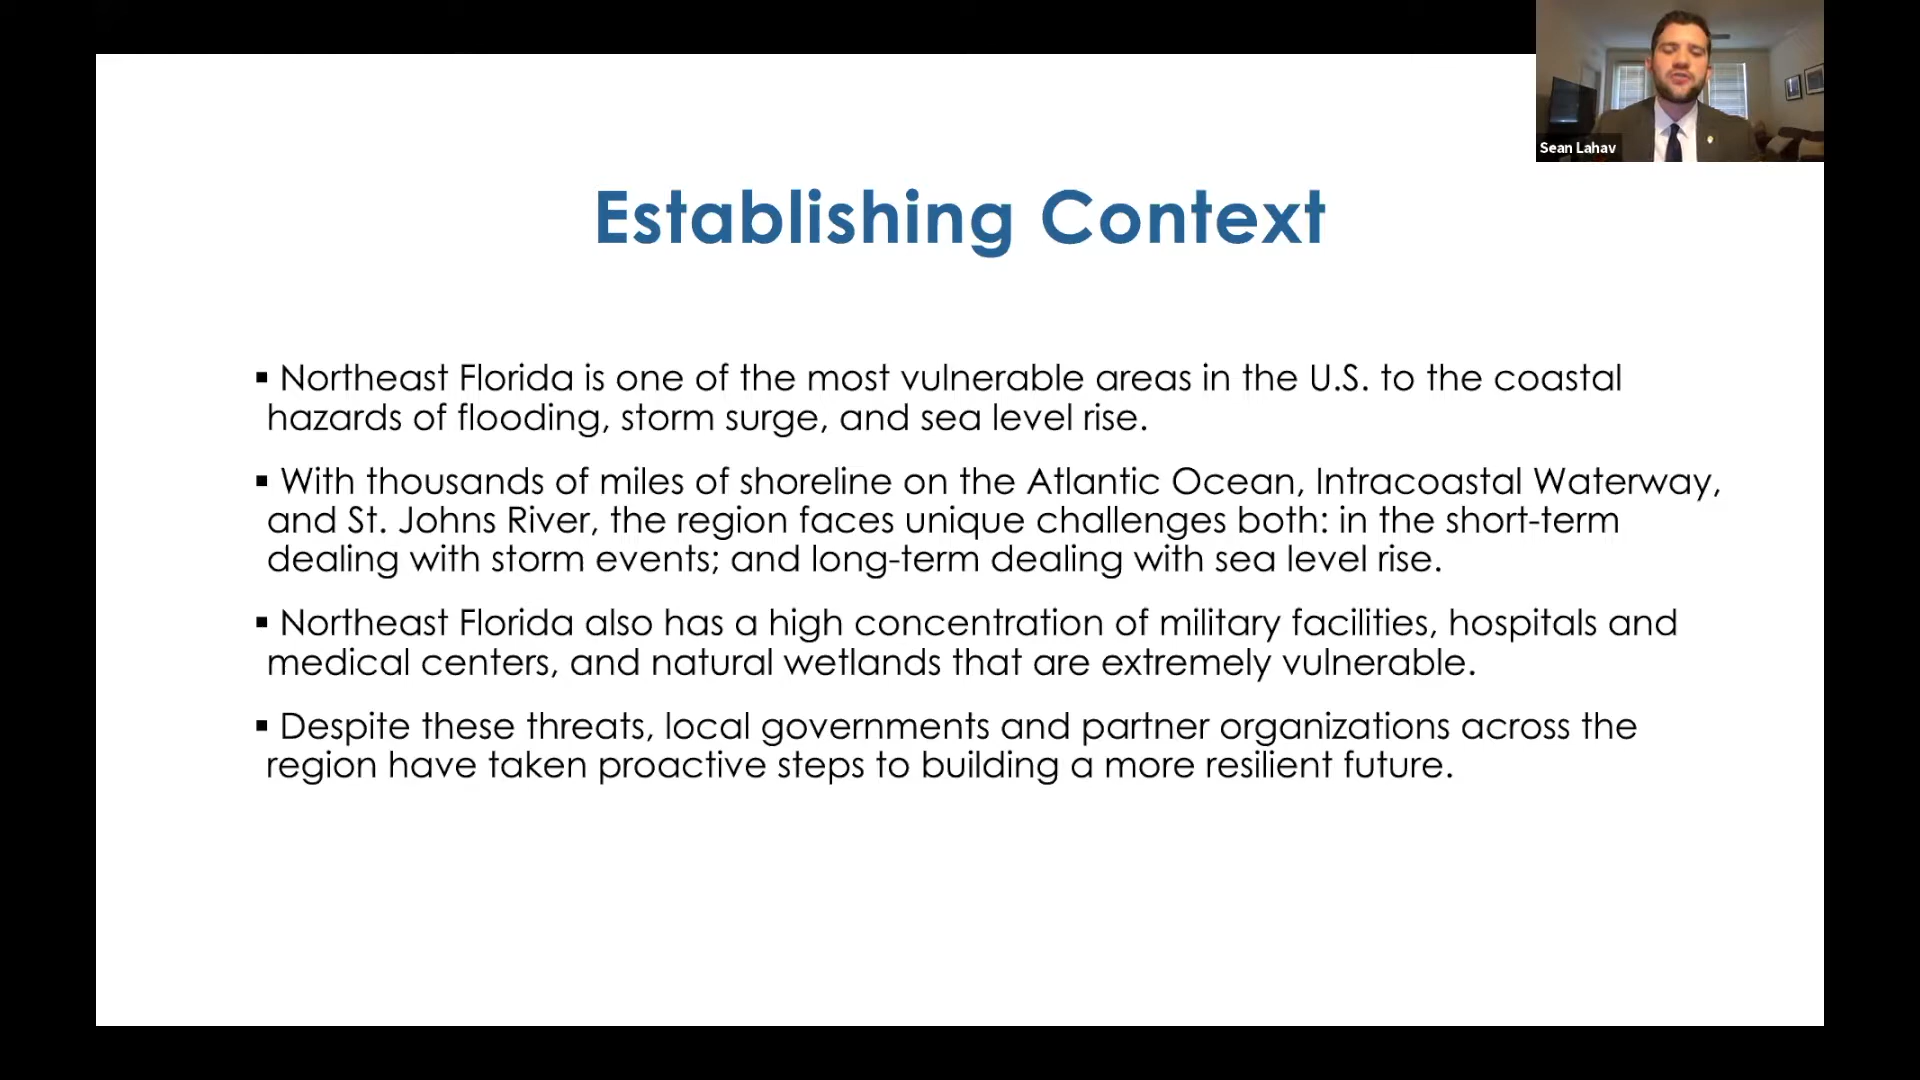 Sean Lahav
Establishing Context
▪ Northeast Florida is one of the most vulnerable areas in the U.S. to the coastal
hazards of flooding, storm surge, and sea level rise.
▪ With thousands of miles of shoreline on the Atlantic Ocean, Intracoastal Waterway,
and St. Johns River, the region faces unique challenges both: in the short-term
dealing with storm events; and long-term dealing with sea level rise.
▪ Northeast Florida also has a high concentration of military facilities, hospitals and
medical centers, and natural wetlands that are extremely vulnerable.
▪ Despite these threats, local governments and partner organizations across the
region have taken proactive steps to building a more resilient future.